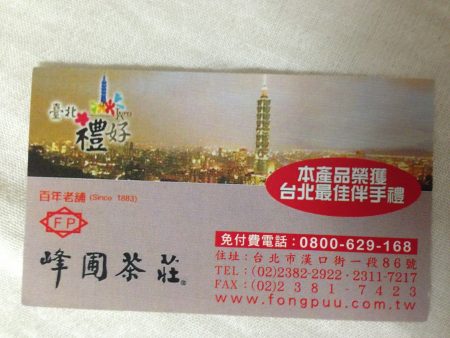 臺北
禮好
本產品榮獲
台北最佳伴手禮
百年老舖 (Since 1883)
FP
峰圃茶莊
免付費電話：0800-629-168
住址：台北市漢口街一段86號
TEL：(02)2382-2922・2311-7217
FAX：(02)2381-7423
www.fongpuu.com.tw